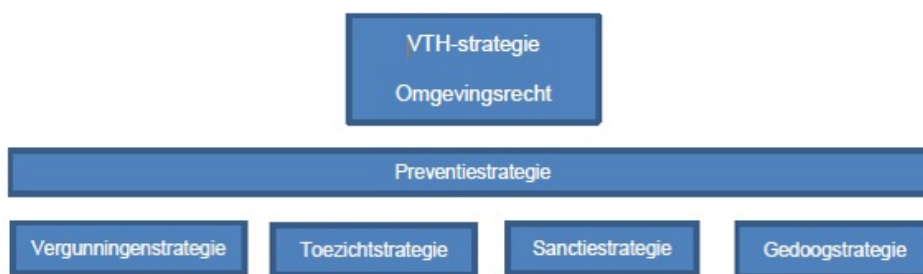 VTH-strategie
Omgevingsrecht
Preventiestrategie
Vergunningenstrategie
Toezichtstrategie
Sanctiestrategie
Gedoogstrategie